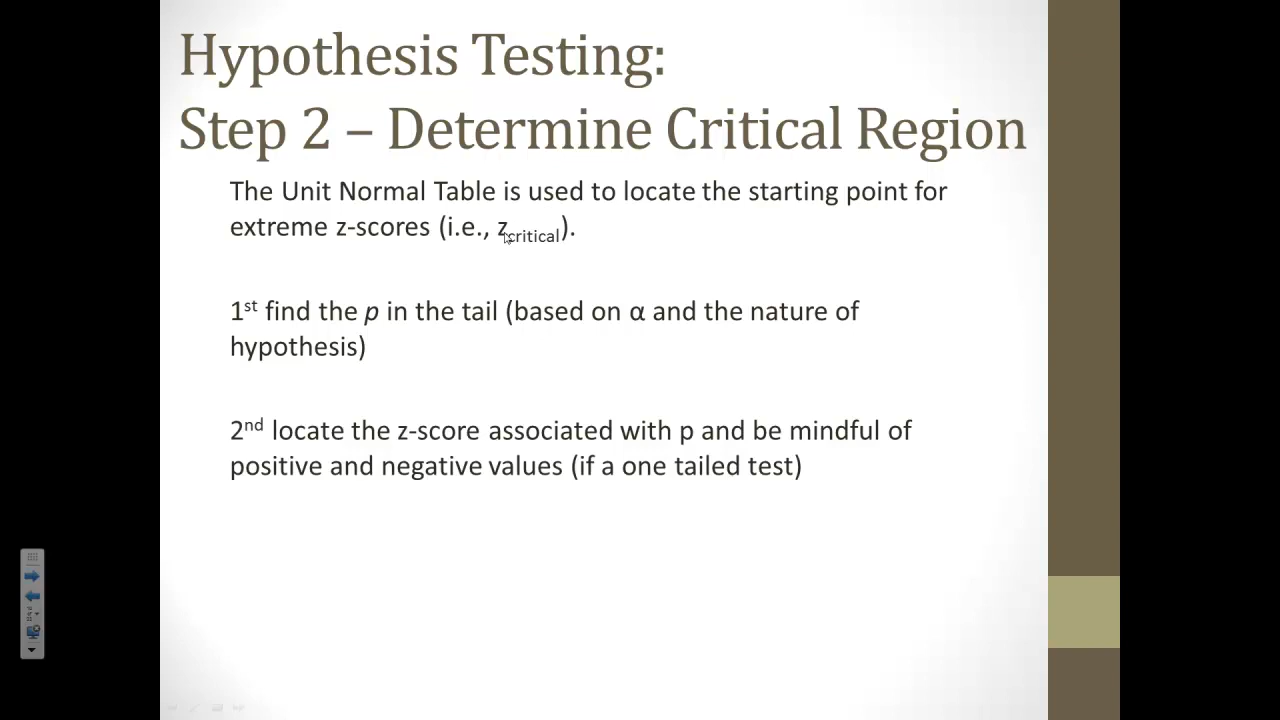 Hypothesis Testing:
Step 2 – Determine Critical Region
The Unit Normal Table is used to locate the starting point for
extreme z-scores (i.e., zcritical).
1st find the p in the tail (based on α and the nature of
hypothesis)
2nd locate the z-score associated with p and be mindful of
positive and negative values (if a one tailed test)